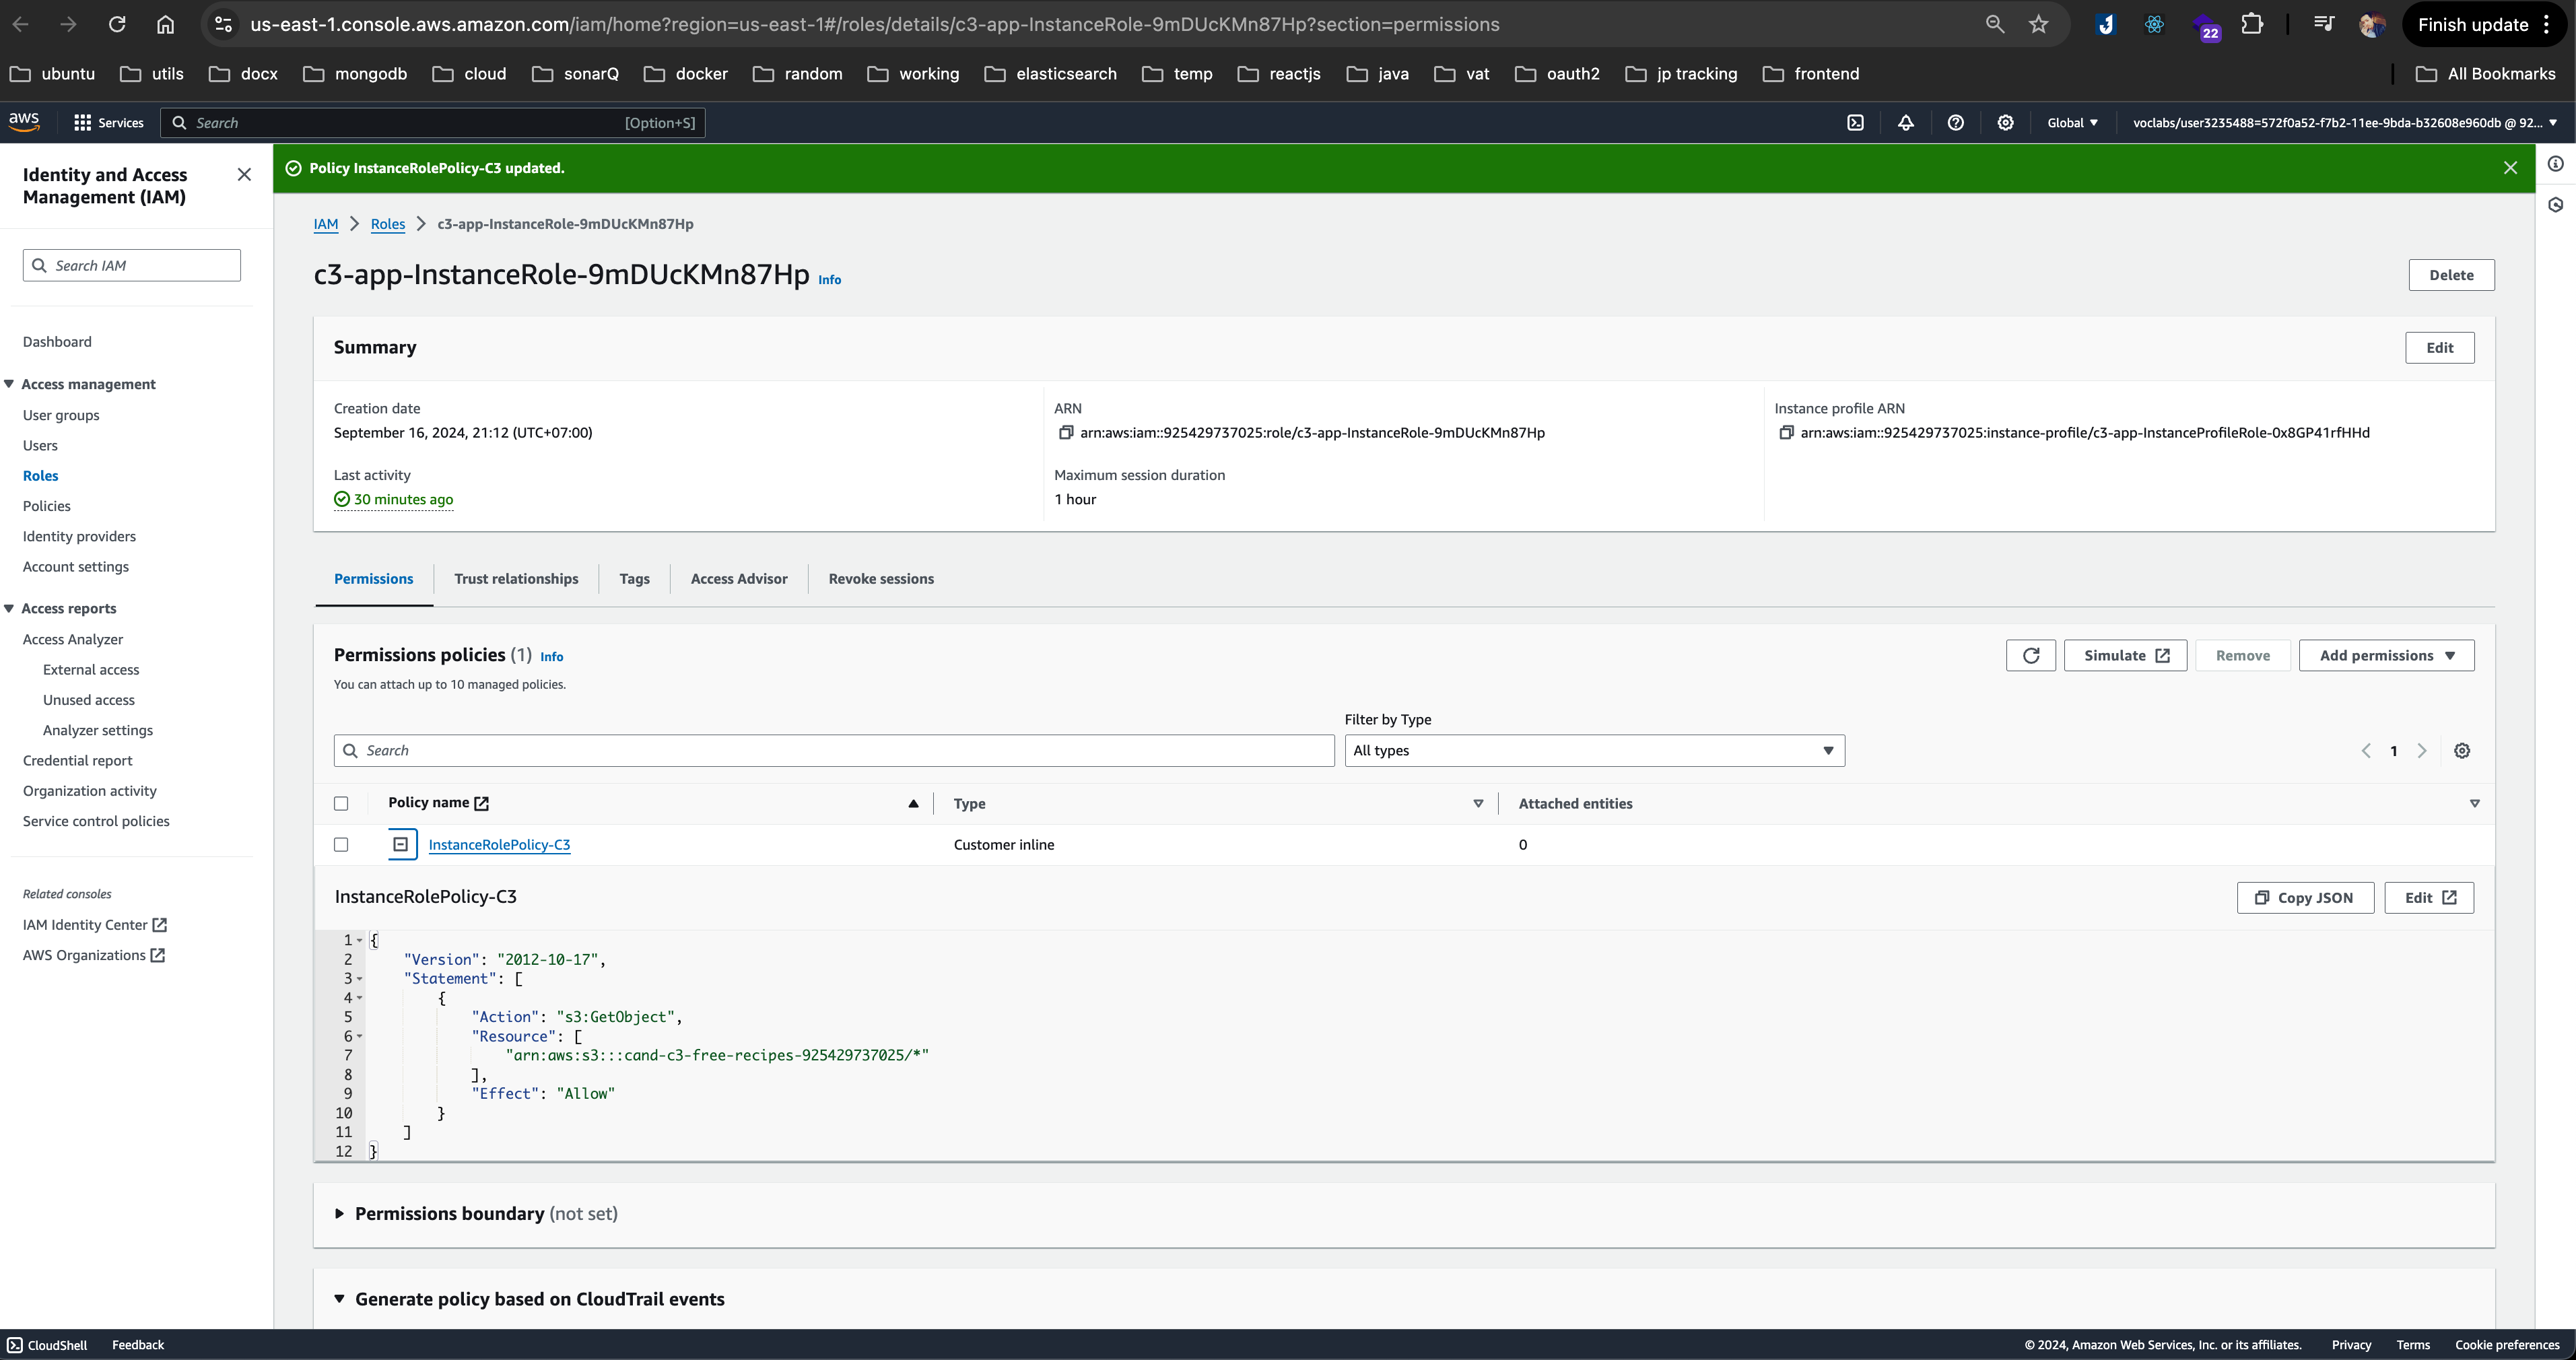 us-east-1.console.aws.amazon.com/iam/home?region=us-east-1#/roles/details/c3-app-InstanceRole-9mDUcKMn87Hp?section=permissions
22
Finish update
ubuntu utils docx mongodb cloud sonarQ docker random working elasticsearch temp reactjs java vat oauth2 jp tracking frontend All Bookmarks
aws Services Search [Option+S] Global voclabs/user3235488=572f0a52-f7b2-11ee-9bda-b32608e960db @ 92...
Identity and Access
Management (IAM)
Search IAM
Dashboard
Access management
User groups
Users
Roles
Policies
Identity providers
Account settings
Access reports
Access Analyzer
External access
Unused access
Analyzer settings
Credential report
Organization activity
Service control policies
Related consoles
IAM Identity Center
AWS Organizations
Policy InstanceRolePolicy-C3 updated.
IAM Roles c3-app-InstanceRole-9mDUcKMn87Hp
c3-app-InstanceRole-9mDUcKMn87Hp Info
Delete
Summary
Edit
Creation date
September 16, 2024, 21:12 (UTC+07:00)
ARN
arn:aws:iam::925429737025:role/c3-app-InstanceRole-9mDUcKMn87Hp
Instance profile ARN
arn:aws:iam::925429737025:instance-profile/c3-app-InstanceProfileRole-0x8GP41rfHHd
Last activity
30 minutes ago
Maximum session duration
1 hour
Permissions Trust relationships Tags Access Advisor Revoke sessions
Permissions policies (1) Info
You can attach up to 10 managed policies.
Simulate Remove Add permissions
Filter by Type
Search
All types
1
Policy name Type Attached entities
InstanceRolePolicy-C3 Customer inline 0
InstanceRolePolicy-C3
Copy JSON Edit
1 {
2 "Version": "2012-10-17",
3 "Statement": [
4 {
5 "Action": "s3:GetObject",
6 "Resource": [
7 "arn:aws:s3:::cand-c3-free-recipes-925429737025/*"
8 ],
9 "Effect": "Allow"
10 }
11 ]
12 }
Permissions boundary (not set)
Generate policy based on CloudTrail events
CloudShell Feedback
© 2024, Amazon Web Services, Inc. or its affiliates. Privacy Terms Cookie preferences